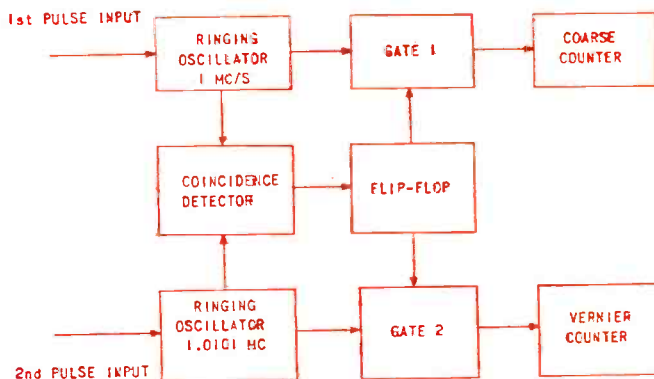 1st PULSE INPUT
RINGING
OSCILLATOR
1 MC/S
GATE 1
COARSE
COUNTER
COINCIDENCE
DETECTOR
FLIP-FLOP
RINGING
OSCILLATOR
1.0101 MC
GATE 2
VERNIER
COUNTER
2nd PULSE INPUT